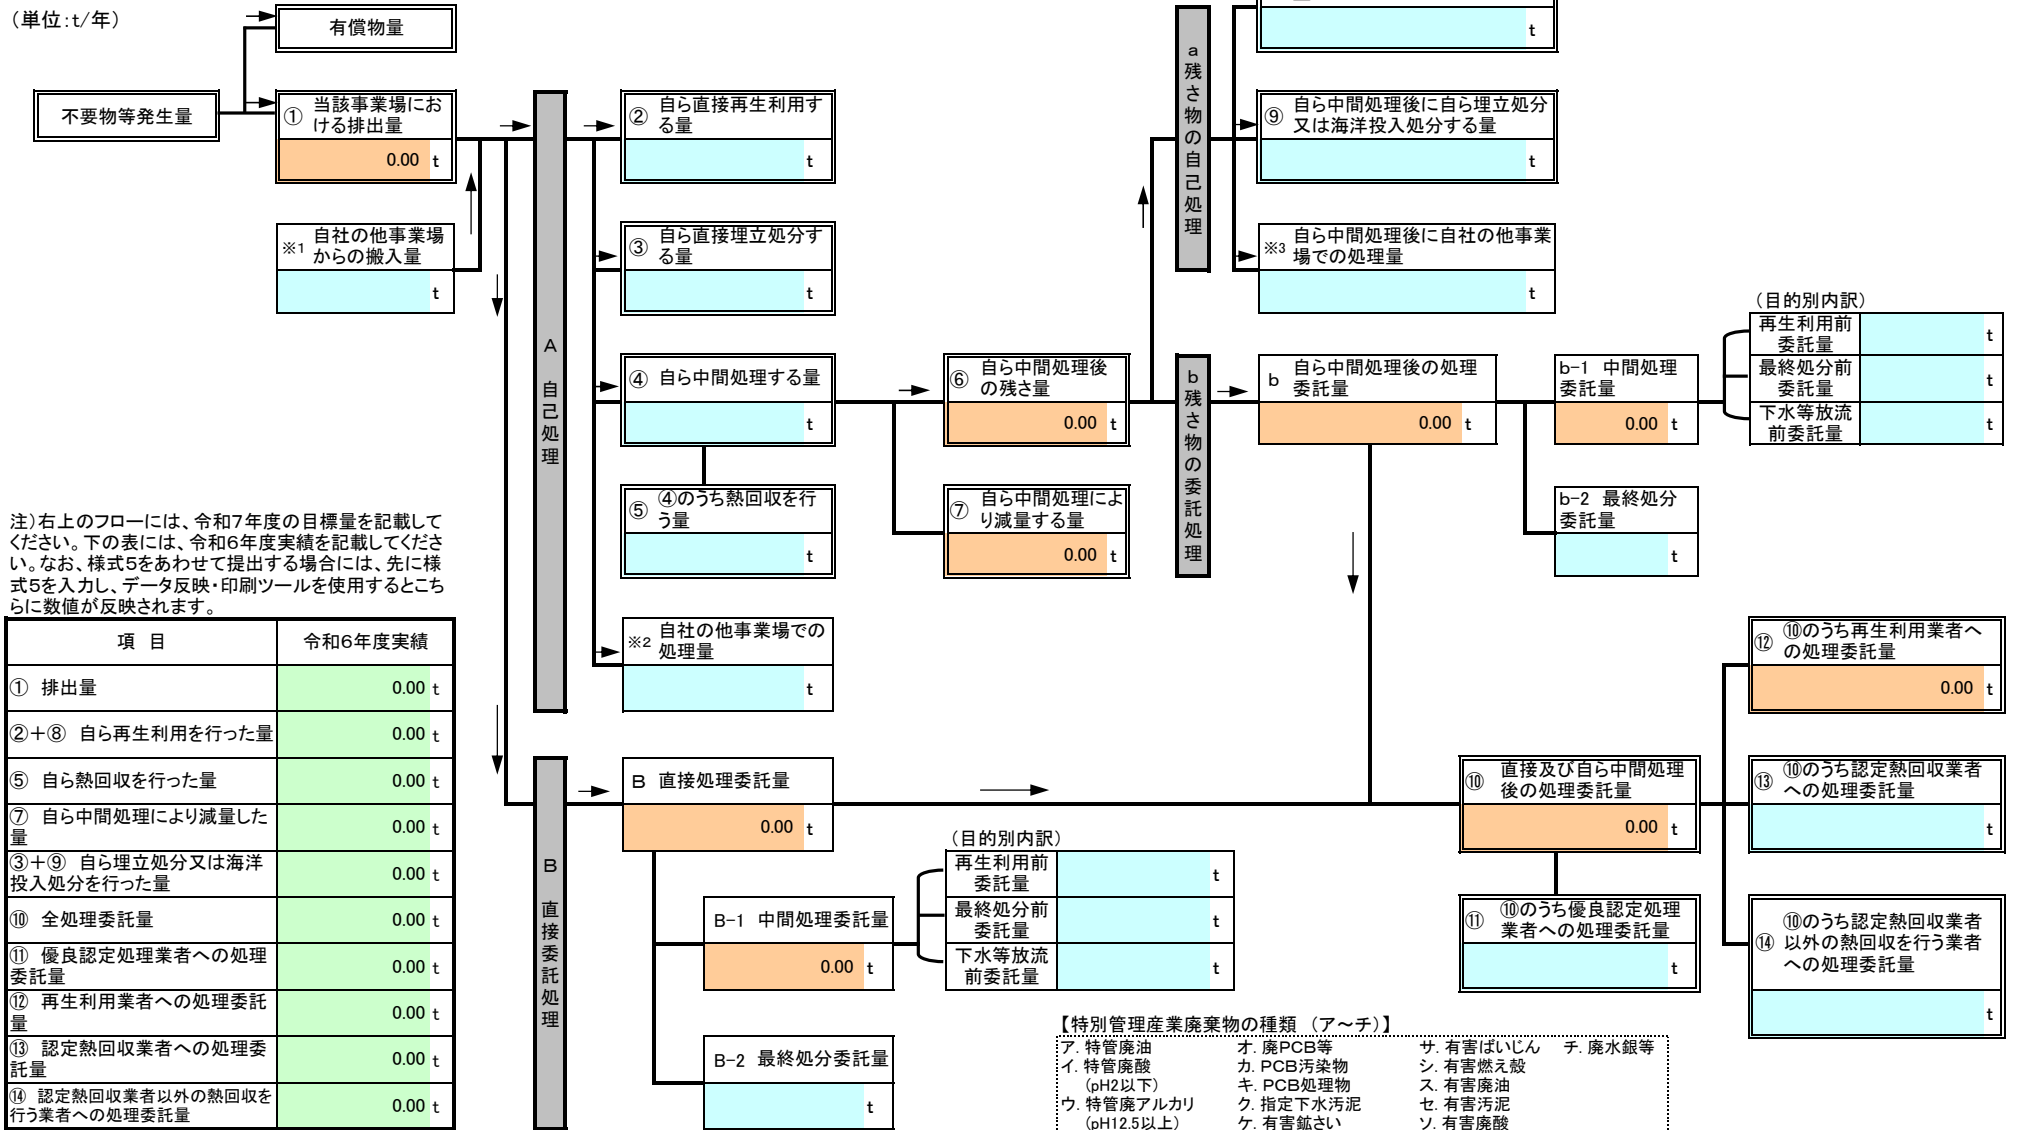 (単位:t/年)
有償物量
不要物等発生量
① 当該事業場にお
ける排出量
0.00 t
※1 自社の他事業場
からの搬入量
t
A 自己処理
② 自ら直接再生利用す
る量
t
③ 自ら直接埋立処分す
る量
t
④ 自ら中間処理する量
t
⑤ ④のうち熱回収を行
う量
t
※2 自社の他事業場での
処理量
t
⑥ 自ら中間処理後
の残さ量
0.00 t
⑦ 自ら中間処理によ
り減量する量
0.00 t
a残さ物の自己処理
t
⑨ 自ら中間処理後に自ら埋立処分
又は海洋投入処分する量
t
※3 自ら中間処理後に自社の他事業
場での処理量
t
b残さ物の委託処理
b 自ら中間処理後の処理
委託量
0.00 t
b-1 中間処理
委託量
0.00 t
b-2 最終処分
委託量
t
(目的別内訳)
再生利用前
委託量 t
最終処分前
委託量 t
下水等放流
前委託量 t
注)右上のフローには、令和7年度の目標量を記載して
ください。下の表には、令和6年度実績を記載してくださ
い。なお、様式5をあわせて提出する場合には、先に様
式5を入力し、データ反映・印刷ツールを使用するとこち
らに数値が反映されます。
項 目 令和6年度実績
① 排出量 0.00 t
②+⑧ 自ら再生利用を行った量 0.00 t
⑤ 自ら熱回収を行った量 0.00 t
⑦ 自ら中間処理により減量した
量 0.00 t
③+⑨ 自ら埋立処分又は海洋
投入処分を行った量 0.00 t
⑩ 全処理委託量 0.00 t
⑪ 優良認定処理業者への処理
委託量 0.00 t
⑫ 再生利用業者への処理委託
量 0.00 t
⑬ 認定熱回収業者への処理委
託量 0.00 t
⑭ 認定熱回収業者以外の熱回収を
行う業者への処理委託量 0.00 t
B 直接委託処理
B 直接処理委託量
0.00 t
B-1 中間処理委託量
0.00 t
B-2 最終処分委託量
t
(目的別内訳)
再生利用前
委託量 t
最終処分前
委託量 t
下水等放流
前委託量 t
⑩ 直接及び自ら中間処理
後の処理委託量
0.00 t
⑪ ⑩のうち優良認定処理
業者への処理委託量
t
⑫ ⑩のうち再生利用業者へ
の処理委託量
0.00 t
⑬ ⑩のうち認定熱回収業者
への処理委託量
t
⑭ ⑩のうち認定熱回収業者
以外の熱回収を行う業者
への処理委託量
t
【特別管理産業廃棄物の種類 (ア~チ)】
ア. 特管廃油 オ. 廃PCB等 サ. 有害ばいじん チ. 廃水銀等
イ. 特管廃酸 カ. PCB汚染物 シ. 有害燃え殻
(pH2以下) キ. PCB処理物 ス. 有害廃油
ウ. 特管廃アルカリ ク. 指定下水汚泥 セ. 有害汚泥
(pH12.5以上) ケ. 有害鉱さい ソ. 有害廃酸